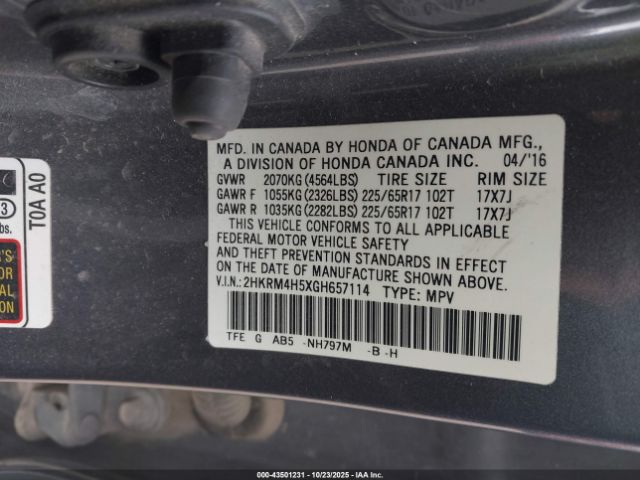 MFD. IN CANADA BY HONDA OF CANADA MFG.,
A DIVISION OF HONDA CANADA INC. 04/'16
GVWR 2070KG (4564LBS) TIRE SIZE RIM SIZE
GAWR F 1055KG (2326LBS) 225/65R17 102T 17X7J
GAWR R 1035KG (2282LBS) 225/65R17 102T 17X7J
THIS VEHICLE CONFORMS TO ALL APPLICABLE
FEDERAL MOTOR VEHICLE SAFETY
AND THEFT PREVENTION STANDARDS IN EFFECT
ON THE DATE OF MANUFACTURE SHOWN ABOVE.
V.I.N.: 2HKRM4H5XGH657114 TYPE: MPV
TFE G AB5 -NH797M -B -H
T0A A0
3
lbs.
000-43501231 - 10/23/2025 - IAA Inc.